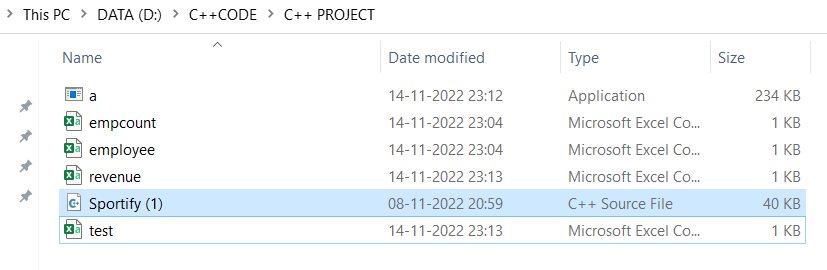 This PC > DATA (D:) > C++CODE > C++ PROJECT
Name Date modified Type Size
a 14-11-2022 23:12 Application 234 KB
empcount 14-11-2022 23:04 Microsoft Excel Co... 1 KB
employee 14-11-2022 23:04 Microsoft Excel Co... 1 KB
revenue 14-11-2022 23:13 Microsoft Excel Co... 1 KB
Sportify (1) 08-11-2022 20:59 C++ Source File 40 KB
test 14-11-2022 23:13 Microsoft Excel Co... 1 KB